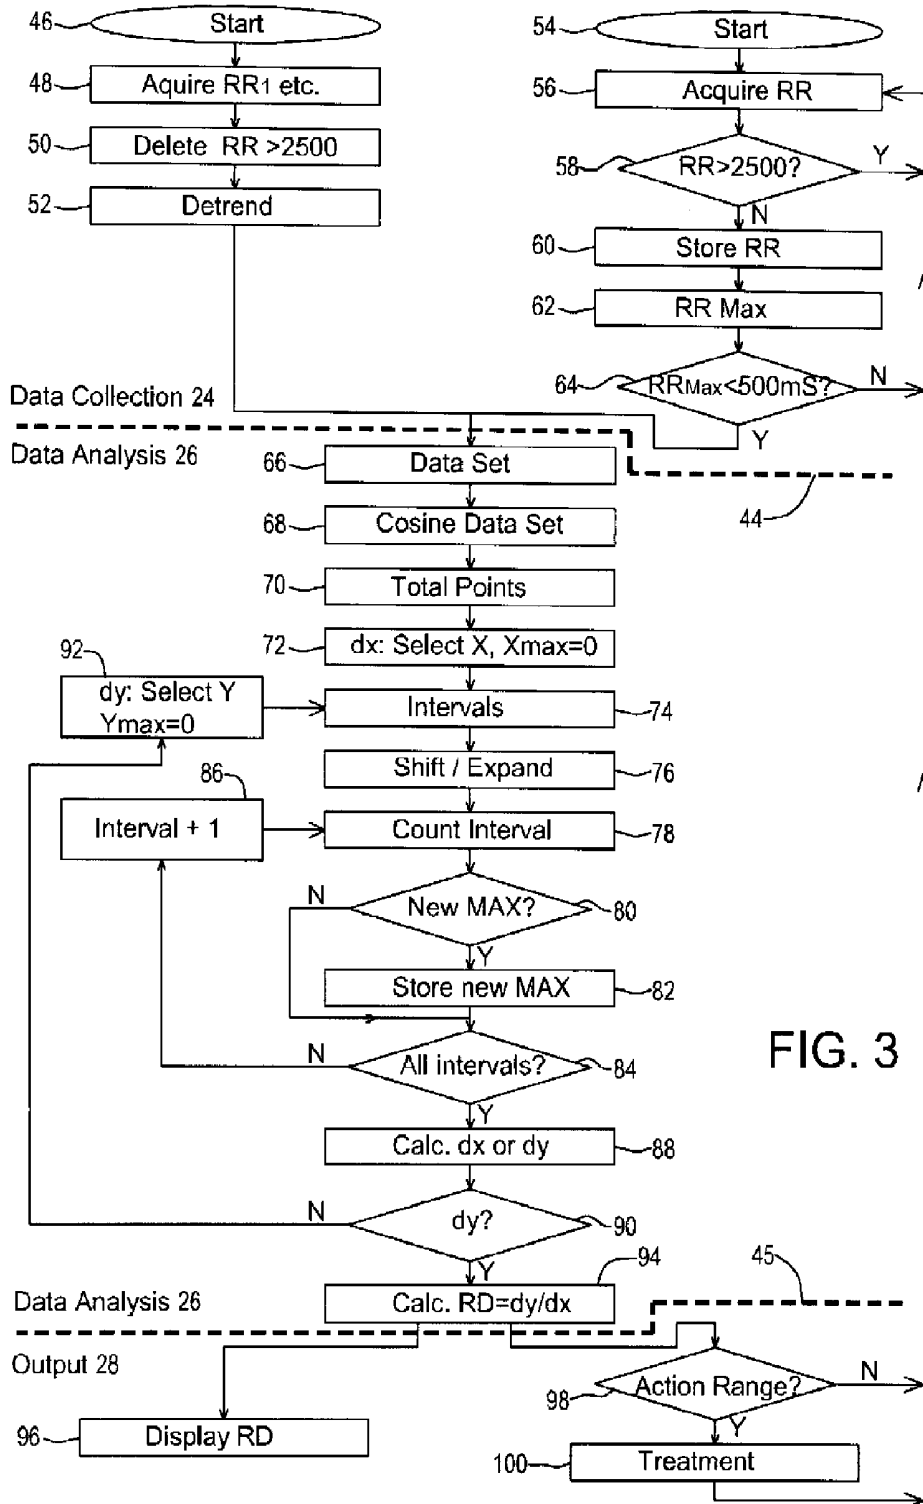 46
Start
48
Aquire RR1 etc.
50
Delete RR >2500
52
Detrend
54
Start
56
Acquire RR
58
RR>2500?
Y
N
60
Store RR
62
RR Max
64
RRMax<500mS?
N
Y
Data Collection 24
Data Analysis 26
44
66
Data Set
68
Cosine Data Set
70
Total Points
72
dx: Select X, Xmax=0
92
dy: Select Y
Ymax=0
Intervals
74
Shift / Expand
76
86
Interval + 1
Count Interval
78
N
New MAX?
80
Y
Store new MAX
82
N
All intervals?
84
Y
FIG. 3
Calc. dx or dy
88
N
dy?
90
Y
94
45
Calc. RD=dy/dx
Data Analysis 26
Output 28
98
Action Range?
N
Y
96
Display RD
100
Treatment